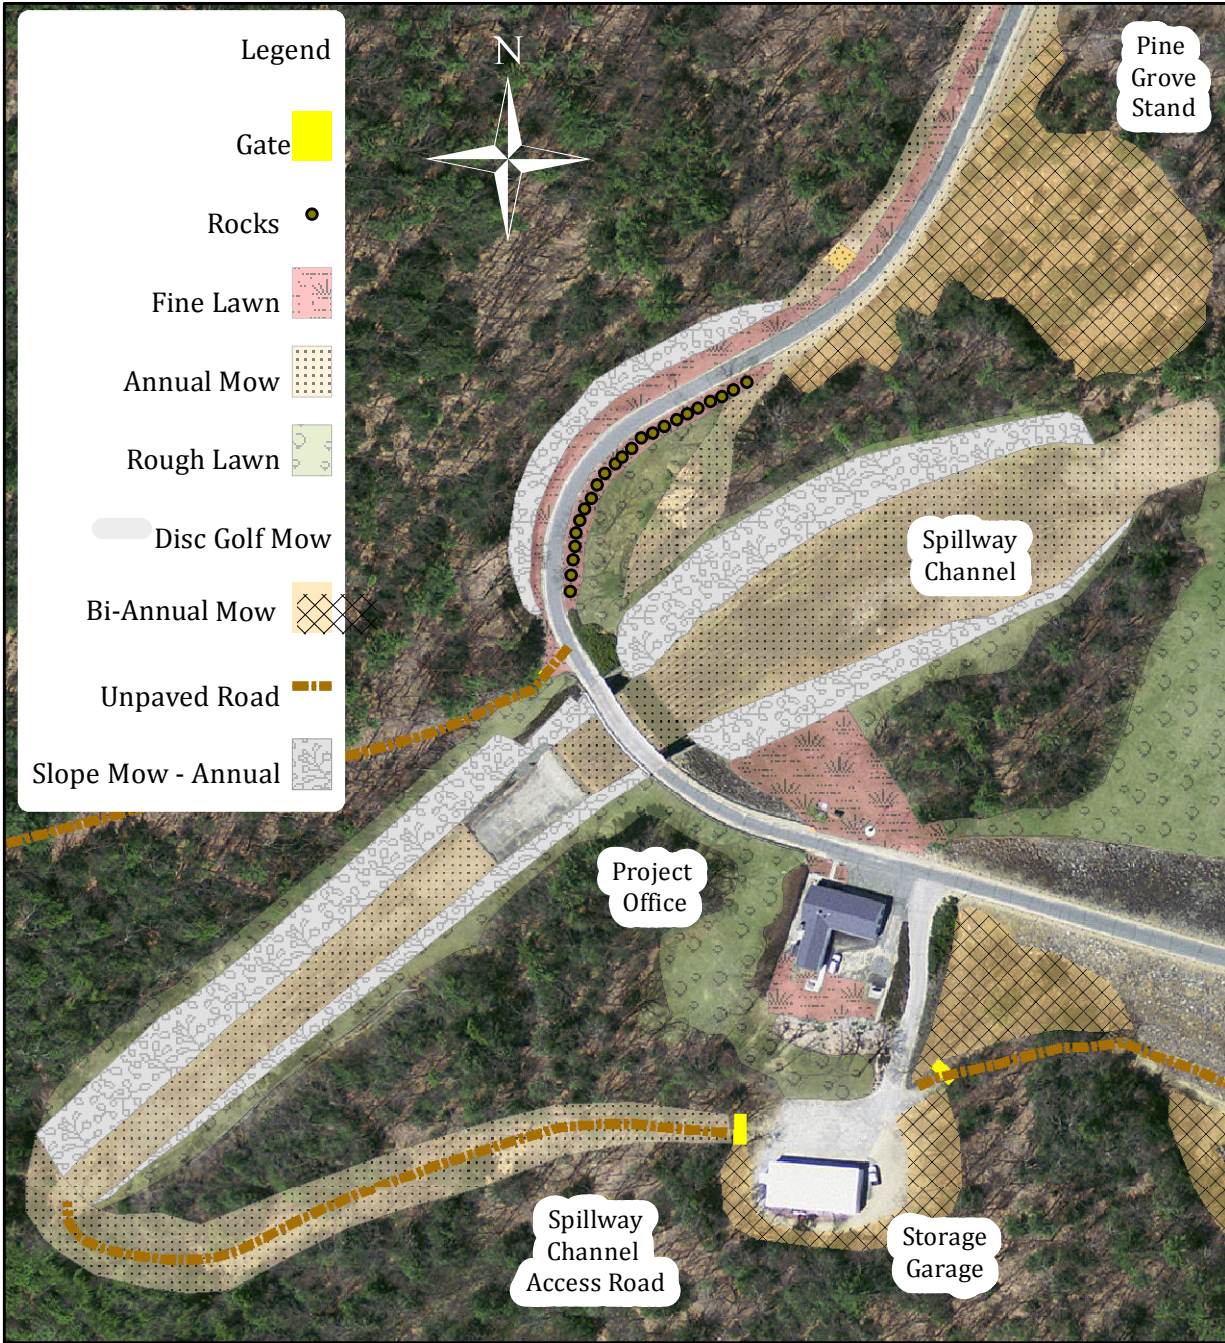 Legend
Gate
Rocks
Fine Lawn
Annual Mow
Rough Lawn
Disc Golf Mow
Bi-Annual Mow
Unpaved Road
Slope Mow - Annual
N
Pine
Grove
Stand
Spillway
Channel
Project
Office
Spillway
Channel
Access Road
Storage
Garage